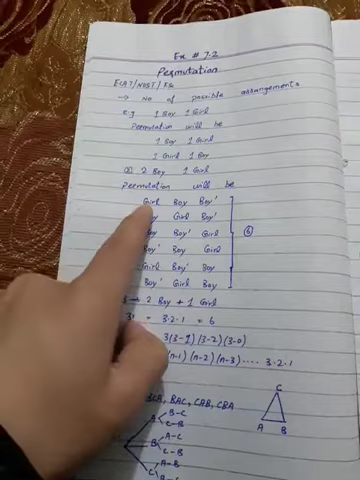 Ex # 7.2
Permutation
ECAT/NUST/FS
→ No of possible arrangements
e.g 1 Boy 1 Girl
Permutation will be
1 Boy 1 Girl
1 Girl 1 Boy
2 Boy 1 Girl
Permutation will be
Girl Boy Boy'
Girl Boy'
Boy' Girl
Boy' Boy Girl
Girl Boy' Boy
Boy' Girl Boy
6
3 → 2 Boy + 1 Girl
3! = 3.2.1 = 6
3(3-1)(3-2)(3-0)
(n-1)(n-2)(n-3).... 3.2.1
BCA, BAC, CAB, CBA
A B-C
C-B
B A-C
C-B
C A-B
C
A B